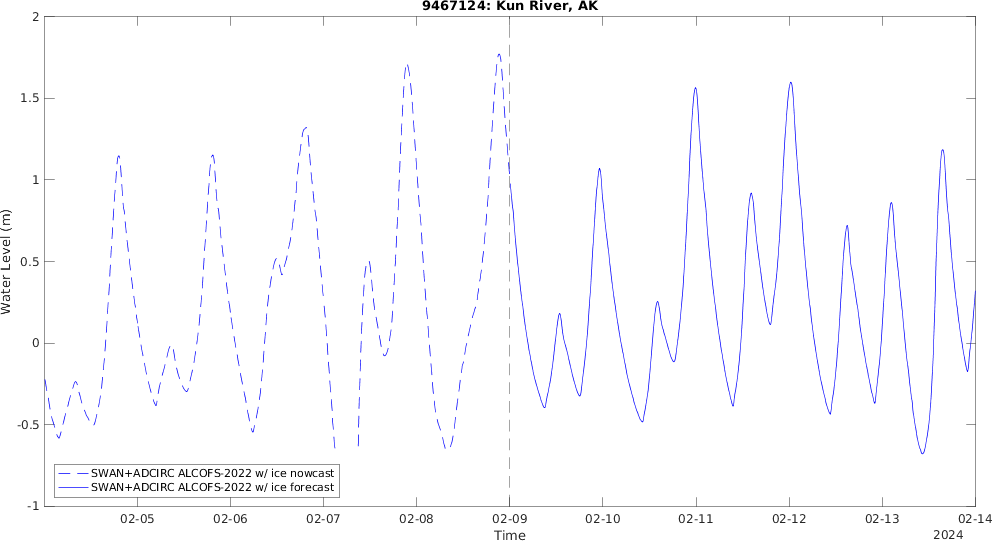 9467124: Kun River, AK
2
1.5
1
0.5
0
-0.5
-1
Water Level (m)
SWAN+ADCIRC ALCOFS-2022 w/ ice nowcast
SWAN+ADCIRC ALCOFS-2022 w/ ice forecast
02-05 02-06 02-07 02-08 02-09 02-10 02-11 02-12 02-13 02-14
Time
2024